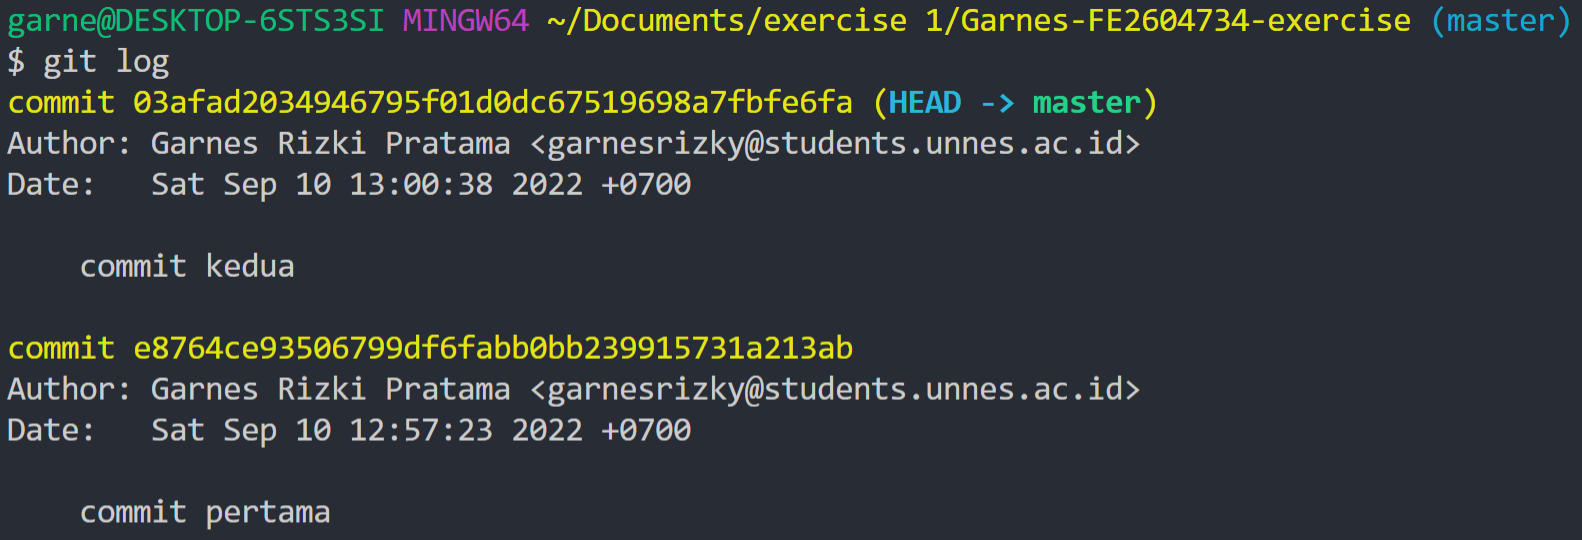 garne@DESKTOP-6STS3SI MINGW64 ~/Documents/exercise 1/Garnes-FE2604734-exercise (master)
$ git log
commit 03afad2034946795f01d0dc67519698a7fbfe6fa (HEAD -> master)
Author: Garnes Rizki Pratama <garnesrizky@students.unnes.ac.id>
Date:   Sat Sep 10 13:00:38 2022 +0700

    commit kedua

commit e8764ce93506799df6fabb0bb239915731a213ab
Author: Garnes Rizki Pratama <garnesrizky@students.unnes.ac.id>
Date:   Sat Sep 10 12:57:23 2022 +0700

    commit pertama